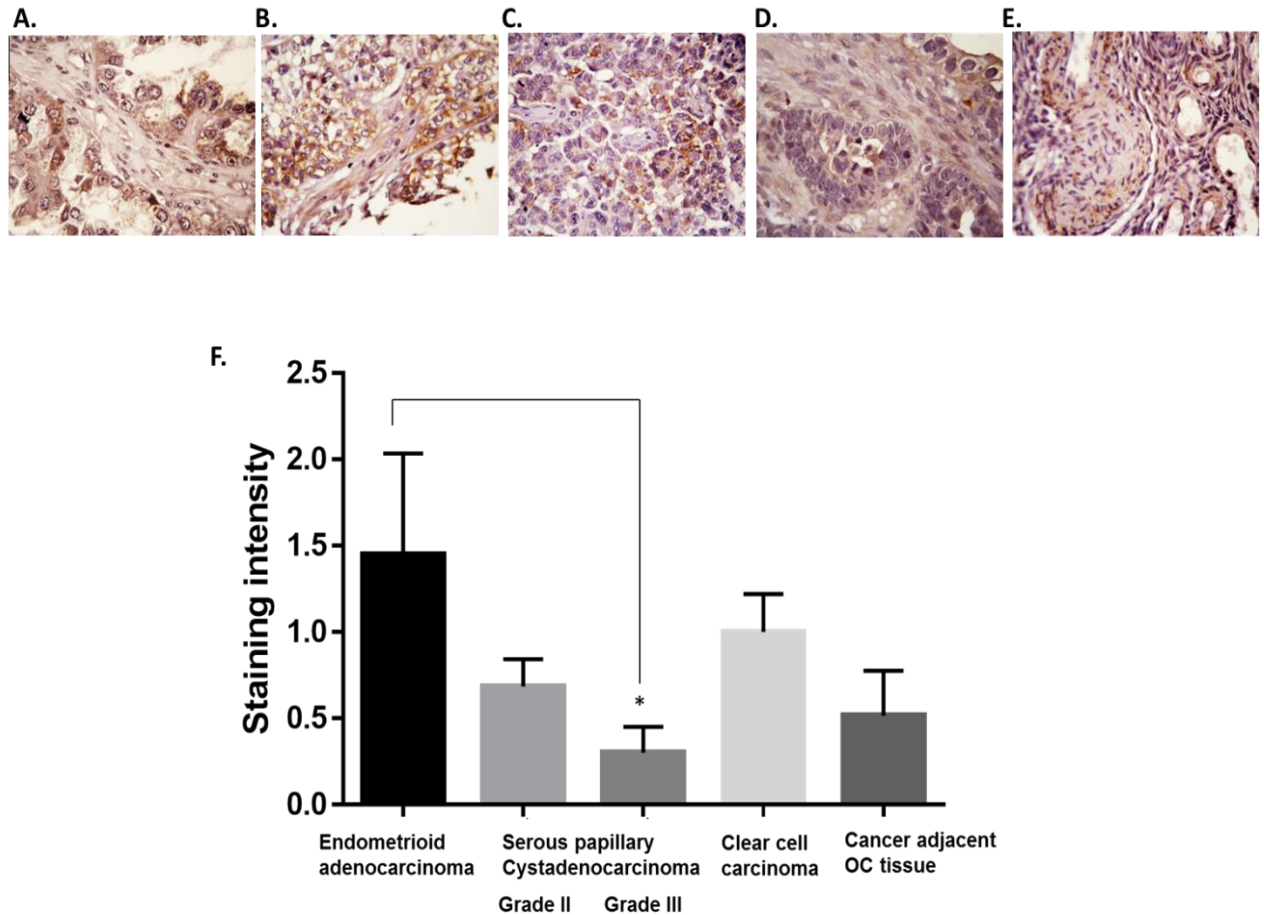 A.
B.
C.
D.
E.
F.
2.5
2.0
1.5
1.0
0.5
0.0
Staining intensity
*
Endometrioid
adenocarcinoma
Serous papillary
Cystadenocarcinoma
Grade II
Grade III
Clear cell
carcinoma
Cancer adjacent
OC tissue